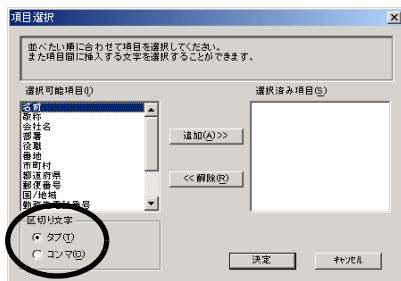 項目選択
並べたい順に合わせて項目を選択してください。
また項目間に挿入する文字を選択することができます。
選択可能項目(I)
選択済み項目(S)
名前
敬称
会社名
部署
役職
番地
市町村
都道府県
郵便番号
国/地域
追加(A)>>
<<解除(R)
区切り文字
タブ(T)
コンマ(O)
決定
キャンセル